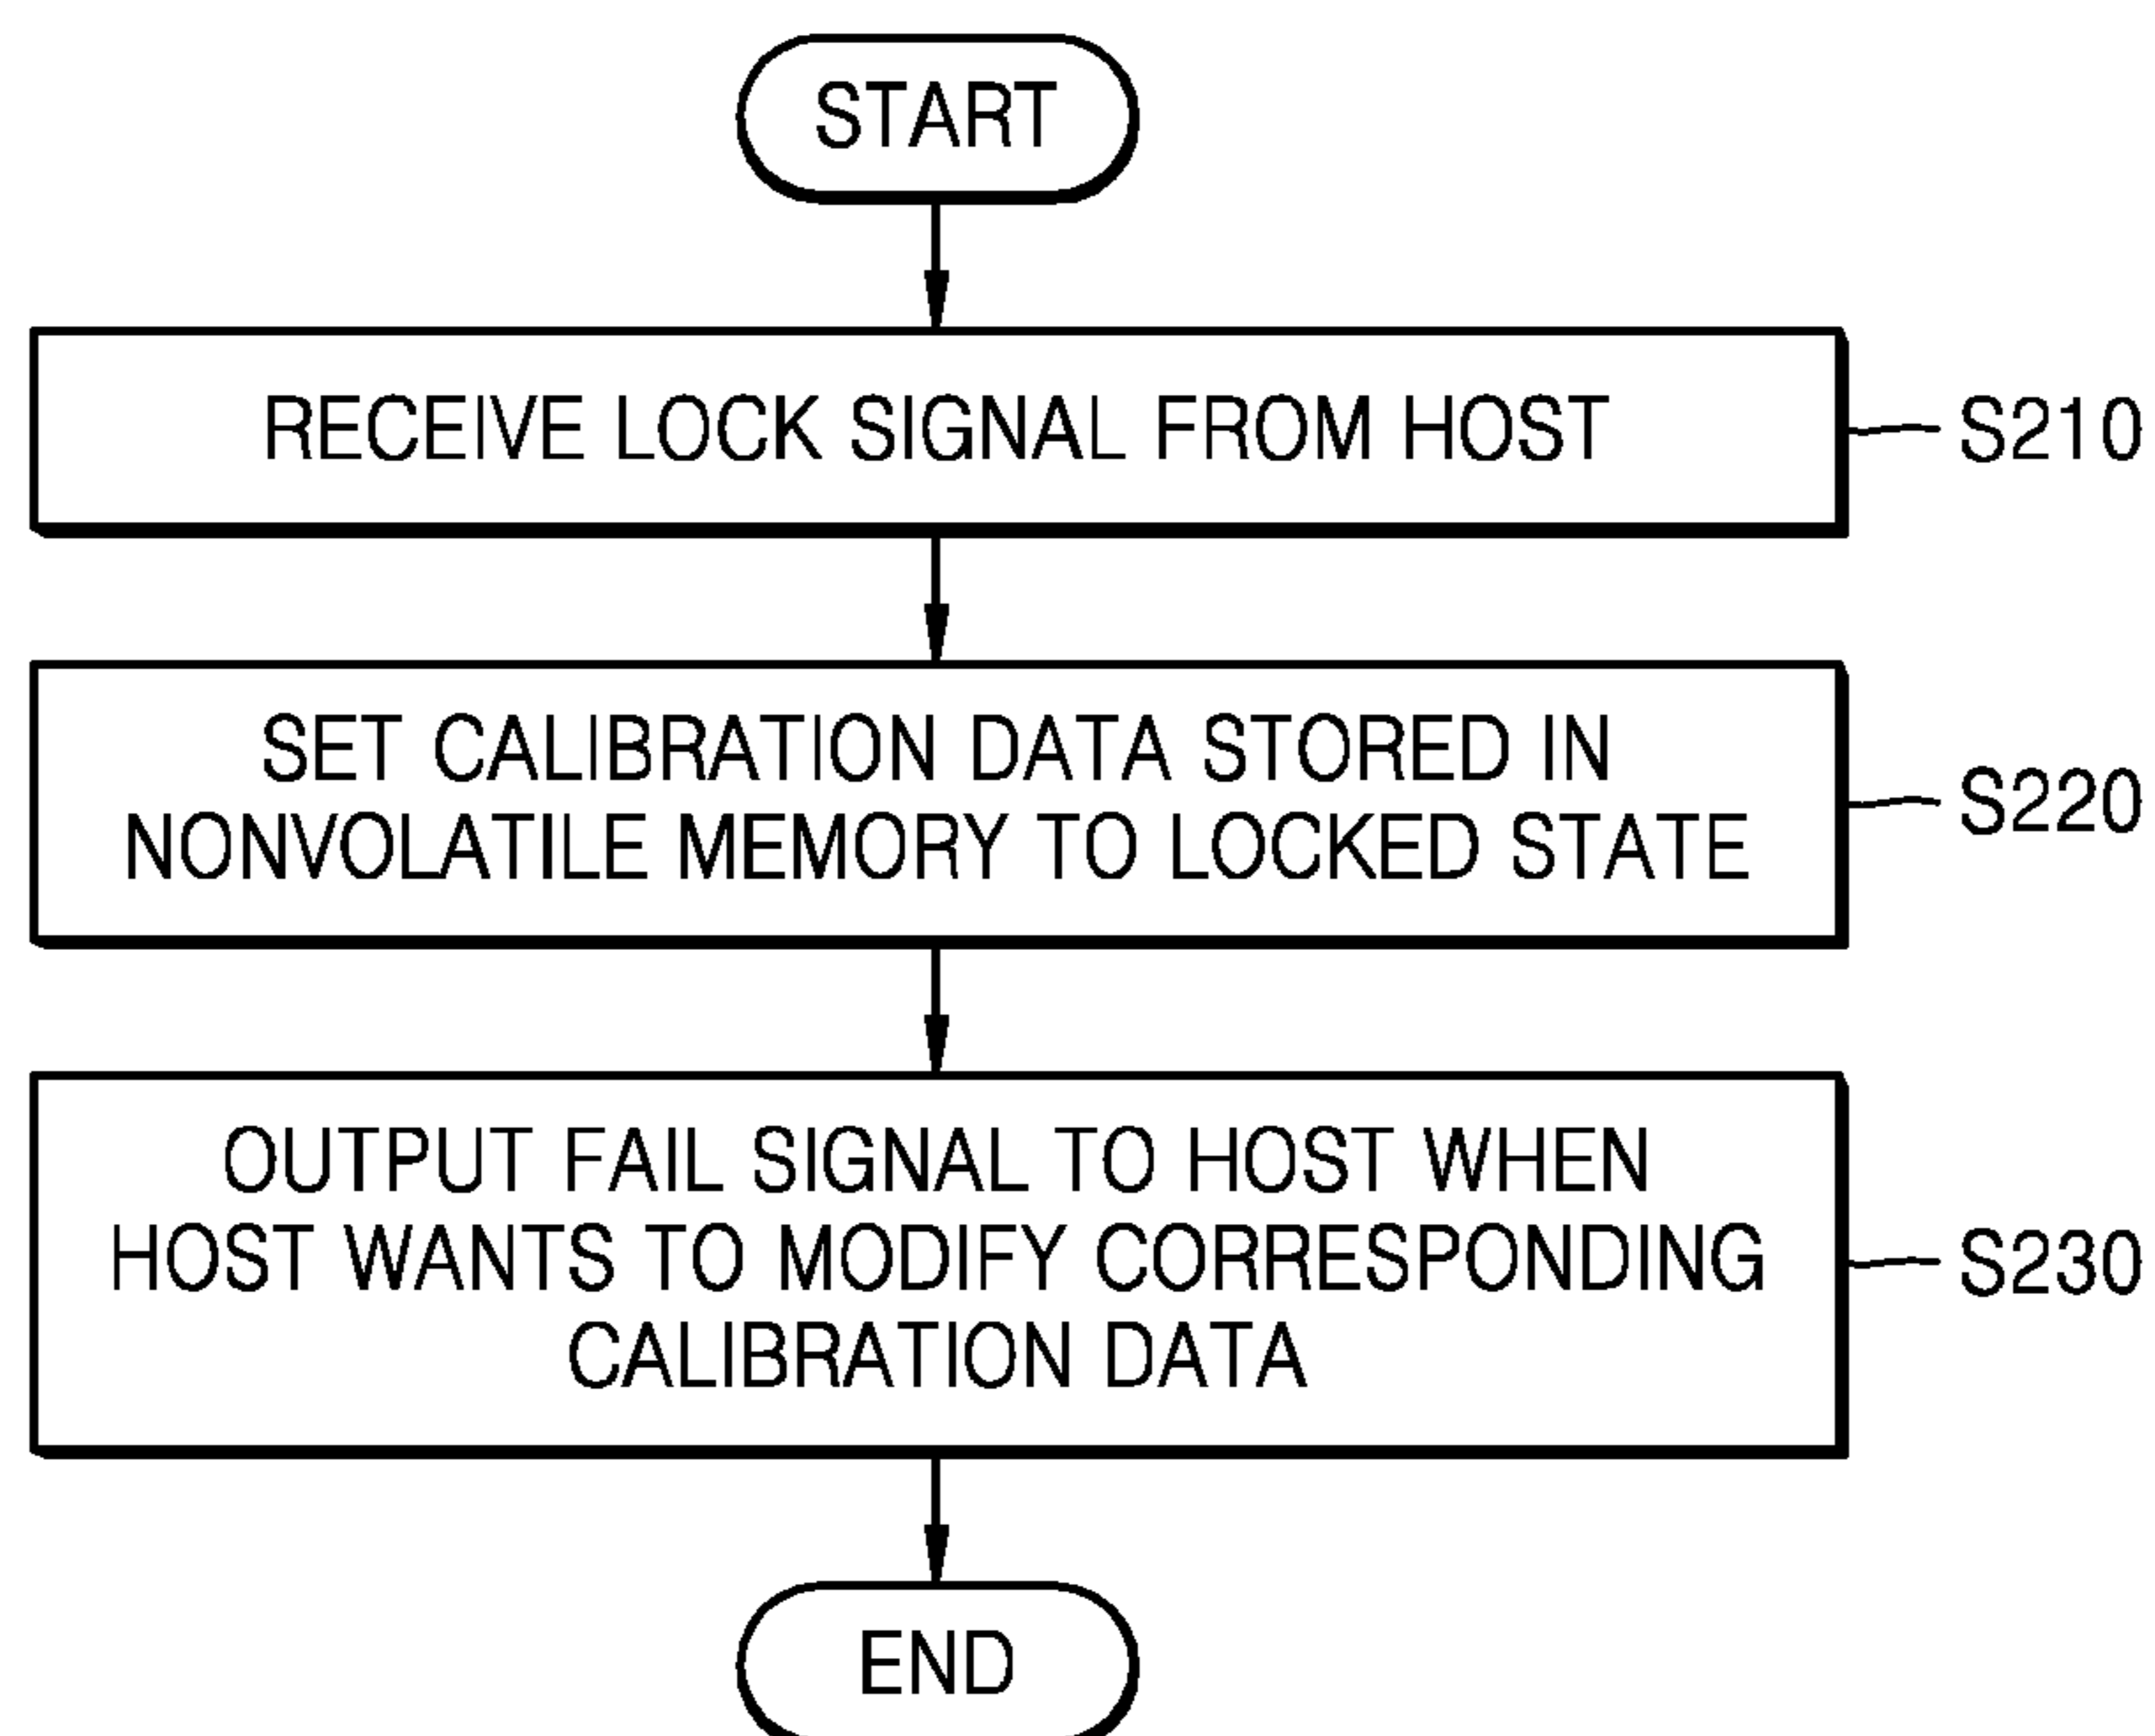 START
RECEIVE LOCK SIGNAL FROM HOST
S210
SET CALIBRATION DATA STORED IN
NONVOLATILE MEMORY TO LOCKED STATE
S220
OUTPUT FAIL SIGNAL TO HOST WHEN
HOST WANTS TO MODIFY CORRESPONDING
CALIBRATION DATA
S230
END